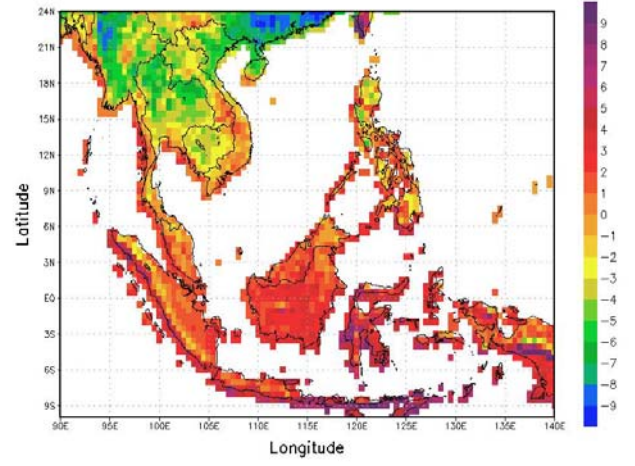 24N
21N
18N
15N
12N
9N
6N
3N
EQ
3S
6S
9S
90E 95E 100E 105E 110E 115E 120E 125E 130E 135E 140E
Latitude
Longitude
9
8
7
6
5
4
3
2
1
0
-1
-2
-3
-4
-5
-6
-7
-8
-9